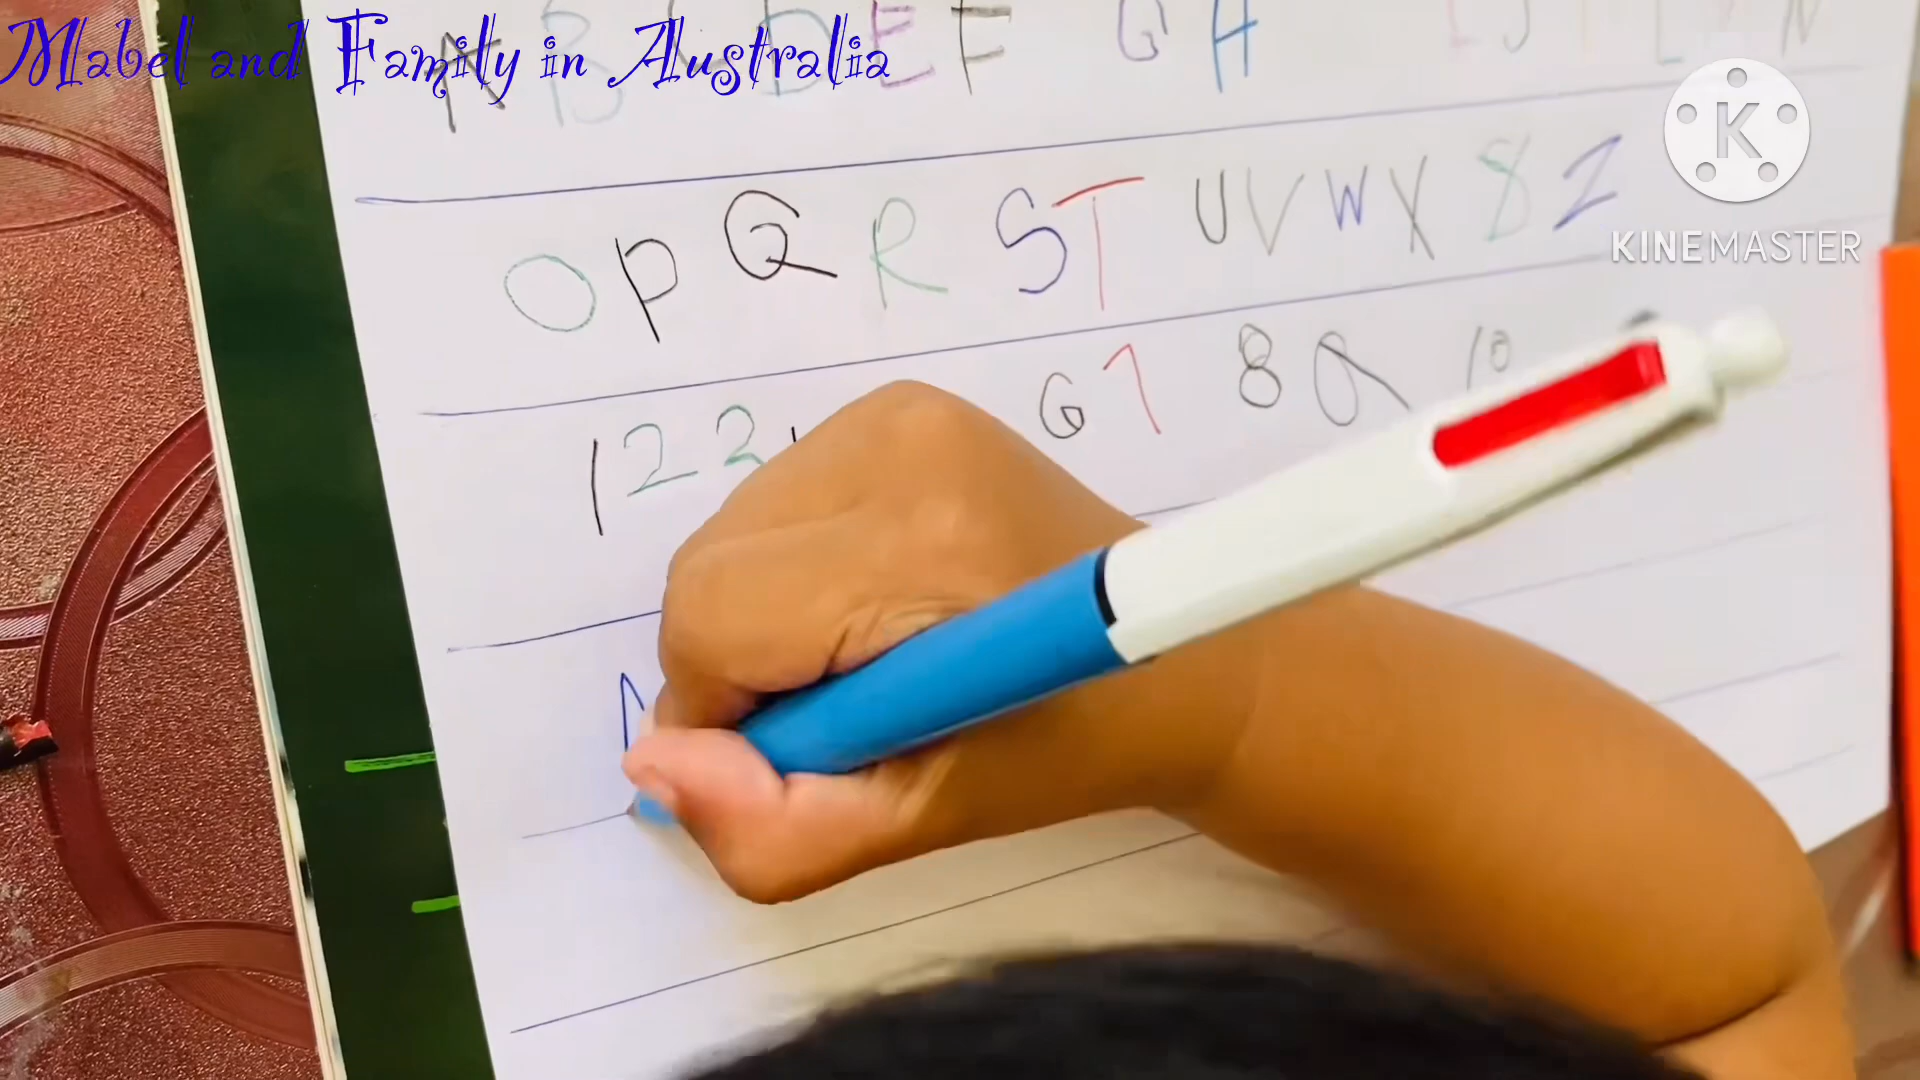 Mabel and Family in Australia
A B C D E F G H I J L N
O P Q R S T U V W X Y Z
1 2 2 6 7 8 9 10
N
KINEMASTER